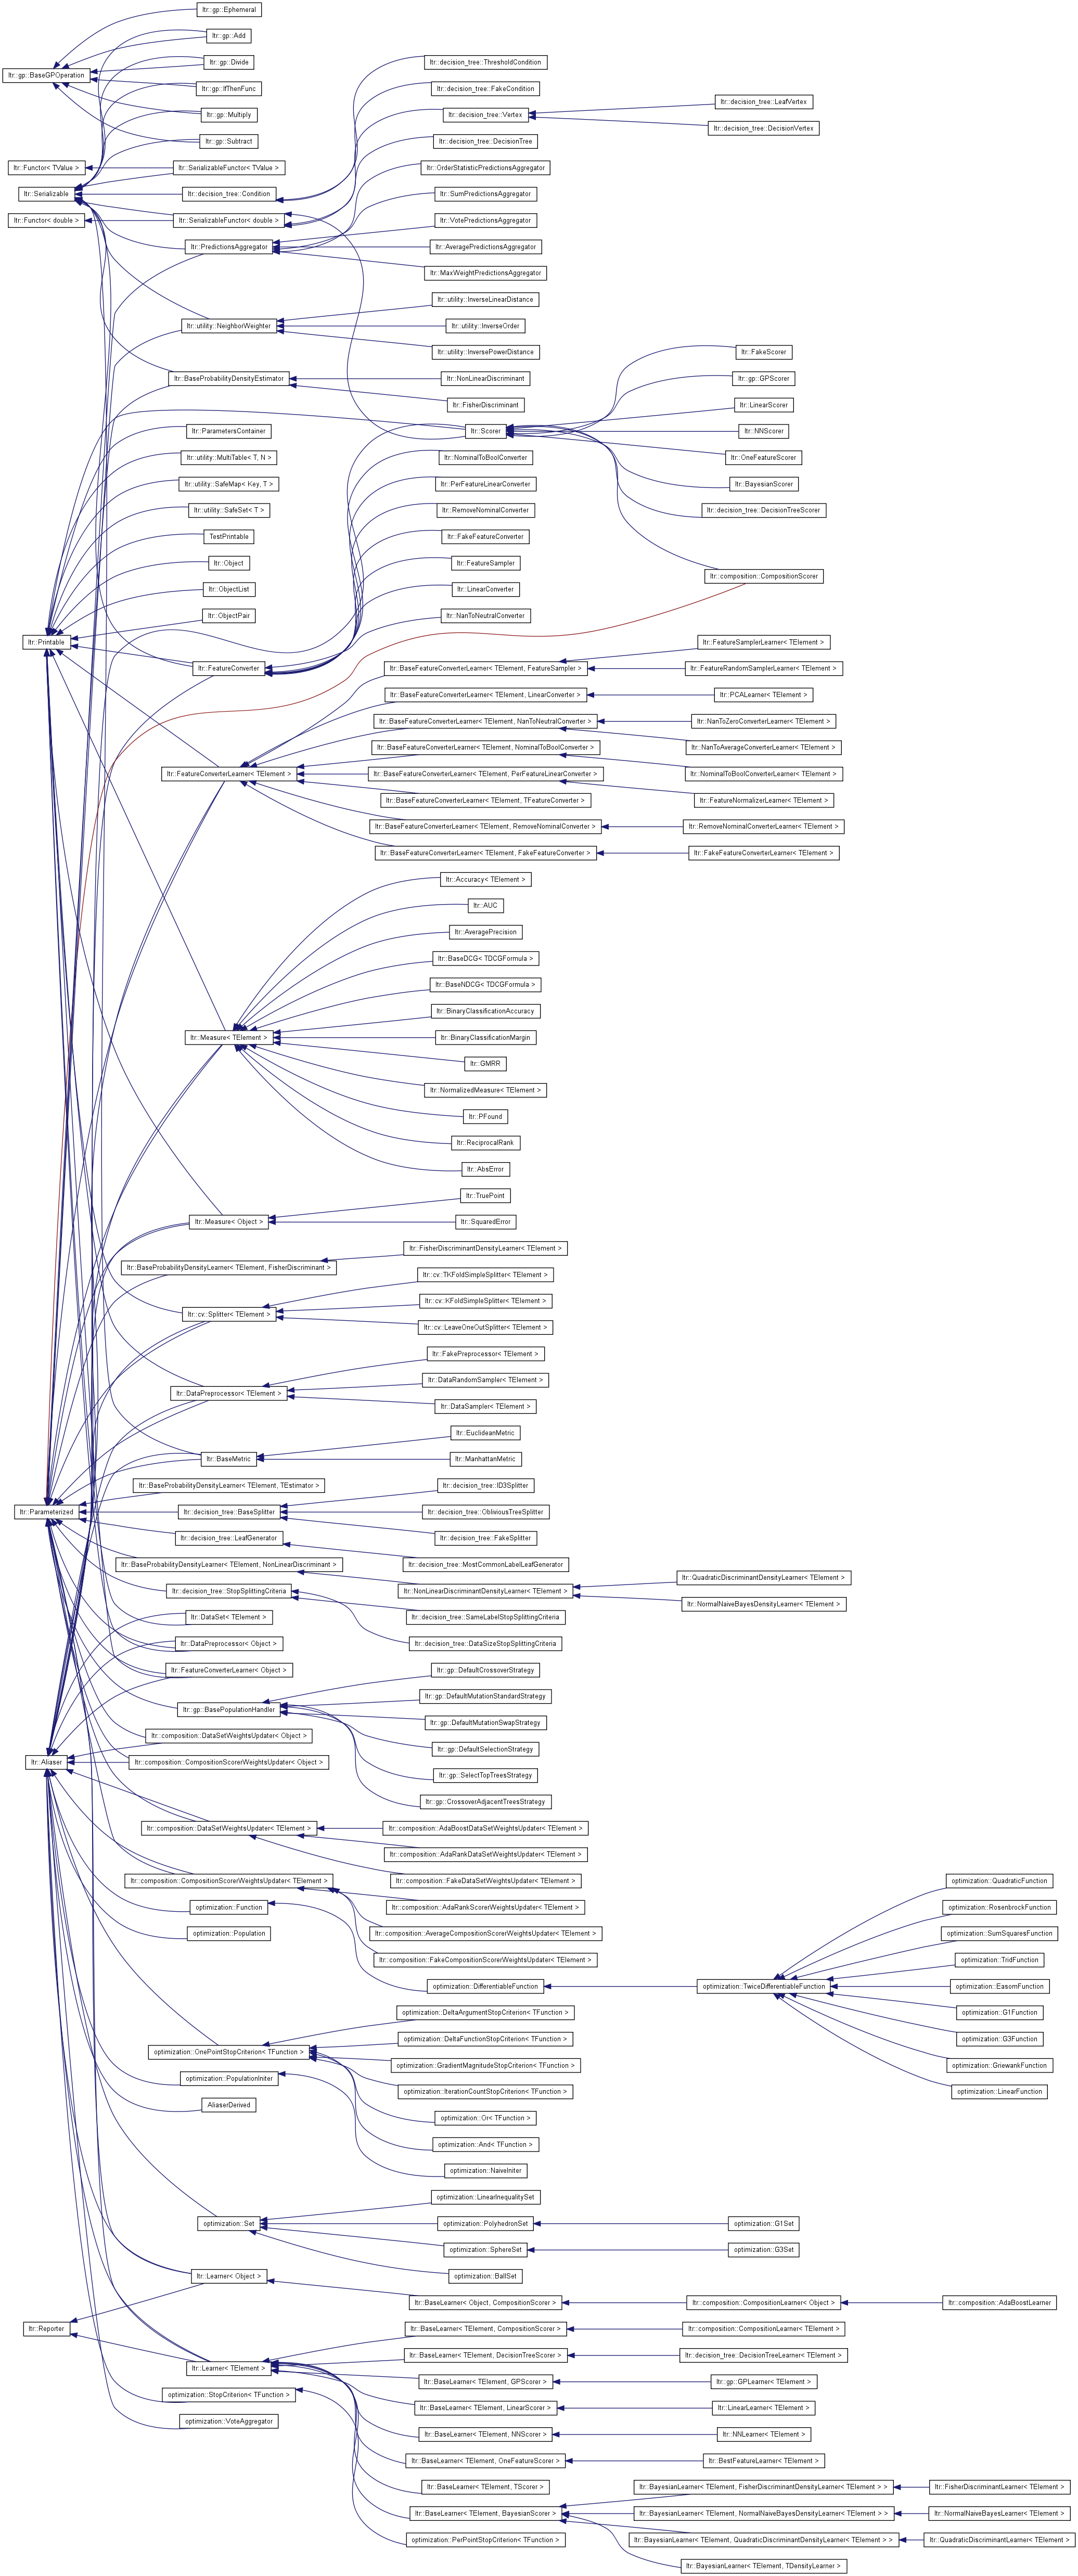 ltr::gp::Ephemeral
ltr::gp::Add
ltr::gp::BaseGPOperation
ltr::gp::Divide
ltr::decision_tree::ThresholdCondition
ltr::gp::IfThenFunc
ltr::decision_tree::FakeCondition
ltr::decision_tree::LeafVertex
ltr::gp::Multiply
ltr::decision_tree::Vertex
ltr::decision_tree::DecisionVertex
ltr::gp::Subtract
ltr::decision_tree::DecisionTree
ltr::Functor< TValue >
ltr::SerializableFunctor< TValue >
ltr::OrderStatisticPredictionsAggregator
ltr::Serializable
ltr::decision_tree::Condition
ltr::SumPredictionsAggregator
ltr::Functor< double >
ltr::SerializableFunctor< double >
ltr::VotePredictionsAggregator
ltr::PredictionsAggregator
ltr::AveragePredictionsAggregator
ltr::MaxWeightPredictionsAggregator
ltr::utility::InverseLinearDistance
ltr::utility::NeighborWeighter
ltr::utility::InverseOrder
ltr::utility::InversePowerDistance
ltr::FakeScorer
ltr::BaseProbabilityDensityEstimator
ltr::NonLinearDiscriminant
ltr::gp::GPScorer
ltr::FisherDiscriminant
ltr::LinearScorer
ltr::ParametersContainer
ltr::Scorer
ltr::NNScorer
ltr::utility::MultiTable< T, N >
ltr::NominalToBoolConverter
ltr::OneFeatureScorer
ltr::utility::SafeMap< Key, T >
ltr::PerFeatureLinearConverter
ltr::BayesianScorer
ltr::utility::SafeSet< T >
ltr::RemoveNominalConverter
ltr::decision_tree::DecisionTreeScorer
TestPrintable
ltr::FakeFeatureConverter
ltr::Object
ltr::FeatureSampler
ltr::composition::CompositionScorer
ltr::ObjectList
ltr::LinearConverter
ltr::ObjectPair
ltr::NanToNeutralConverter
ltr::Printable
ltr::FeatureSamplerLearner< TElement >
ltr::FeatureConverter
ltr::BaseFeatureConverterLearner< TElement, FeatureSampler >
ltr::FeatureRandomSamplerLearner< TElement >
ltr::BaseFeatureConverterLearner< TElement, LinearConverter >
ltr::PCALearner< TElement >
ltr::BaseFeatureConverterLearner< TElement, NanToNeutralConverter >
ltr::NanToZeroConverterLearner< TElement >
ltr::BaseFeatureConverterLearner< TElement, NominalToBoolConverter >
ltr::NanToAverageConverterLearner< TElement >
ltr::FeatureConverterLearner< TElement >
ltr::BaseFeatureConverterLearner< TElement, PerFeatureLinearConverter >
ltr::NominalToBoolConverterLearner< TElement >
ltr::BaseFeatureConverterLearner< TElement, TFeatureConverter >
ltr::FeatureNormalizerLearner< TElement >
ltr::BaseFeatureConverterLearner< TElement, RemoveNominalConverter >
ltr::RemoveNominalConverterLearner< TElement >
ltr::BaseFeatureConverterLearner< TElement, FakeFeatureConverter >
ltr::FakeFeatureConverterLearner< TElement >
ltr::Accuracy< TElement >
ltr::AUC
ltr::AveragePrecision
ltr::BaseDCG< TDCGFormula >
ltr::BaseNDCG< TDCGFormula >
ltr::BinaryClassificationAccuracy
ltr::Measure< TElement >
ltr::BinaryClassificationMargin
ltr::GMRR
ltr::NormalizedMeasure< TElement >
ltr::PFound
ltr::ReciprocalRank
ltr::AbsError
ltr::TruePoint
ltr::Measure< Object >
ltr::SquaredError
ltr::FisherDiscriminantDensityLearner< TElement >
ltr::BaseProbabilityDensityLearner< TElement, FisherDiscriminant >
ltr::cv::TKFoldSimpleSplitter< TElement >
ltr::cv::KFoldSimpleSplitter< TElement >
ltr::cv::Splitter< TElement >
ltr::cv::LeaveOneOutSplitter< TElement >
ltr::FakePreprocessor< TElement >
ltr::DataRandomSampler< TElement >
ltr::DataPreprocessor< TElement >
ltr::DataSampler< TElement >
ltr::EuclideanMetric
ltr::BaseMetric
ltr::ManhattanMetric
ltr::BaseProbabilityDensityLearner< TElement, TEstimator >
ltr::decision_tree::ID3Splitter
ltr::Parameterized
ltr::decision_tree::BaseSplitter
ltr::decision_tree::ObliviousTreeSplitter
ltr::decision_tree::LeafGenerator
ltr::decision_tree::FakeSplitter
ltr::BaseProbabilityDensityLearner< TElement, NonLinearDiscriminant >
ltr::decision_tree::MostCommonLabelLeafGenerator
ltr::QuadraticDiscriminantDensityLearner< TElement >
ltr::decision_tree::StopSplittingCriteria
ltr::NonLinearDiscriminantDensityLearner< TElement >
ltr::NormalNaiveBayesDensityLearner< TElement >
ltr::DataSet< TElement >
ltr::decision_tree::SameLabelStopSplittingCriteria
ltr::DataPreprocessor< Object >
ltr::decision_tree::DataSizeStopSplittingCriteria
ltr::FeatureConverterLearner< Object >
ltr::gp::DefaultCrossoverStrategy
ltr::gp::DefaultMutationStandardStrategy
ltr::gp::BasePopulationHandler
ltr::gp::DefaultMutationSwapStrategy
ltr::composition::DataSetWeightsUpdater< Object >
ltr::gp::DefaultSelectionStrategy
ltr::Aliaser
ltr::composition::CompositionScorerWeightsUpdater< Object >
ltr::gp::SelectTopTreesStrategy
ltr::gp::CrossoverAdjacentTreesStrategy
ltr::composition::DataSetWeightsUpdater< TElement >
ltr::composition::AdaBoostDataSetWeightsUpdater< TElement >
ltr::composition::AdaRankDataSetWeightsUpdater< TElement >
ltr::composition::CompositionScorerWeightsUpdater< TElement >
ltr::composition::FakeDataSetWeightsUpdater< TElement >
optimization::QuadraticFunction
optimization::Function
ltr::composition::AdaRankScorerWeightsUpdater< TElement >
optimization::RosenbrockFunction
optimization::Population
ltr::composition::AverageCompositionScorerWeightsUpdater< TElement >
optimization::SumSquaresFunction
ltr::composition::FakeCompositionScorerWeightsUpdater< TElement >
optimization::TridFunction
optimization::DifferentiableFunction
optimization::TwiceDifferentiableFunction
optimization::EasomFunction
optimization::DeltaArgumentStopCriterion< TFunction >
optimization::G1Function
optimization::DeltaFunctionStopCriterion< TFunction >
optimization::G3Function
optimization::OnePointStopCriterion< TFunction >
optimization::GradientMagnitudeStopCriterion< TFunction >
optimization::GriewankFunction
optimization::PopulationIniter
optimization::IterationCountStopCriterion< TFunction >
optimization::LinearFunction
AliaserDerived
optimization::Or< TFunction >
optimization::And< TFunction >
optimization::NaiveIniter
optimization::LinearInequalitySet
optimization::Set
optimization::PolyhedronSet
optimization::G1Set
optimization::SphereSet
optimization::G3Set
optimization::BallSet
ltr::Learner< Object >
ltr::BaseLearner< Object, CompositionScorer >
ltr::composition::CompositionLearner< Object >
ltr::composition::AdaBoostLearner
ltr::Reporter
ltr::BaseLearner< TElement, CompositionScorer >
ltr::composition::CompositionLearner< TElement >
ltr::BaseLearner< TElement, DecisionTreeScorer >
ltr::decision_tree::DecisionTreeLearner< TElement >
ltr::Learner< TElement >
ltr::BaseLearner< TElement, GPScorer >
ltr::gp::GPLearner< TElement >
optimization::StopCriterion< TFunction >
ltr::BaseLearner< TElement, LinearScorer >
ltr::LinearLearner< TElement >
optimization::VoteAggregator
ltr::BaseLearner< TElement, NNScorer >
ltr::NNLearner< TElement >
ltr::BaseLearner< TElement, OneFeatureScorer >
ltr::BestFeatureLearner< TElement >
ltr::BaseLearner< TElement, TScorer >
ltr::BayesianLearner< TElement, FisherDiscriminantDensityLearner< TElement > >
ltr::FisherDiscriminantLearner< TElement >
ltr::BaseLearner< TElement, BayesianScorer >
ltr::BayesianLearner< TElement, NormalNaiveBayesDensityLearner< TElement > >
ltr::NormalNaiveBayesLearner< TElement >
optimization::PerPointStopCriterion< TFunction >
ltr::BayesianLearner< TElement, QuadraticDiscriminantDensityLearner< TElement > >
ltr::QuadraticDiscriminantLearner< TElement >
ltr::BayesianLearner< TElement, TDensityLearner >